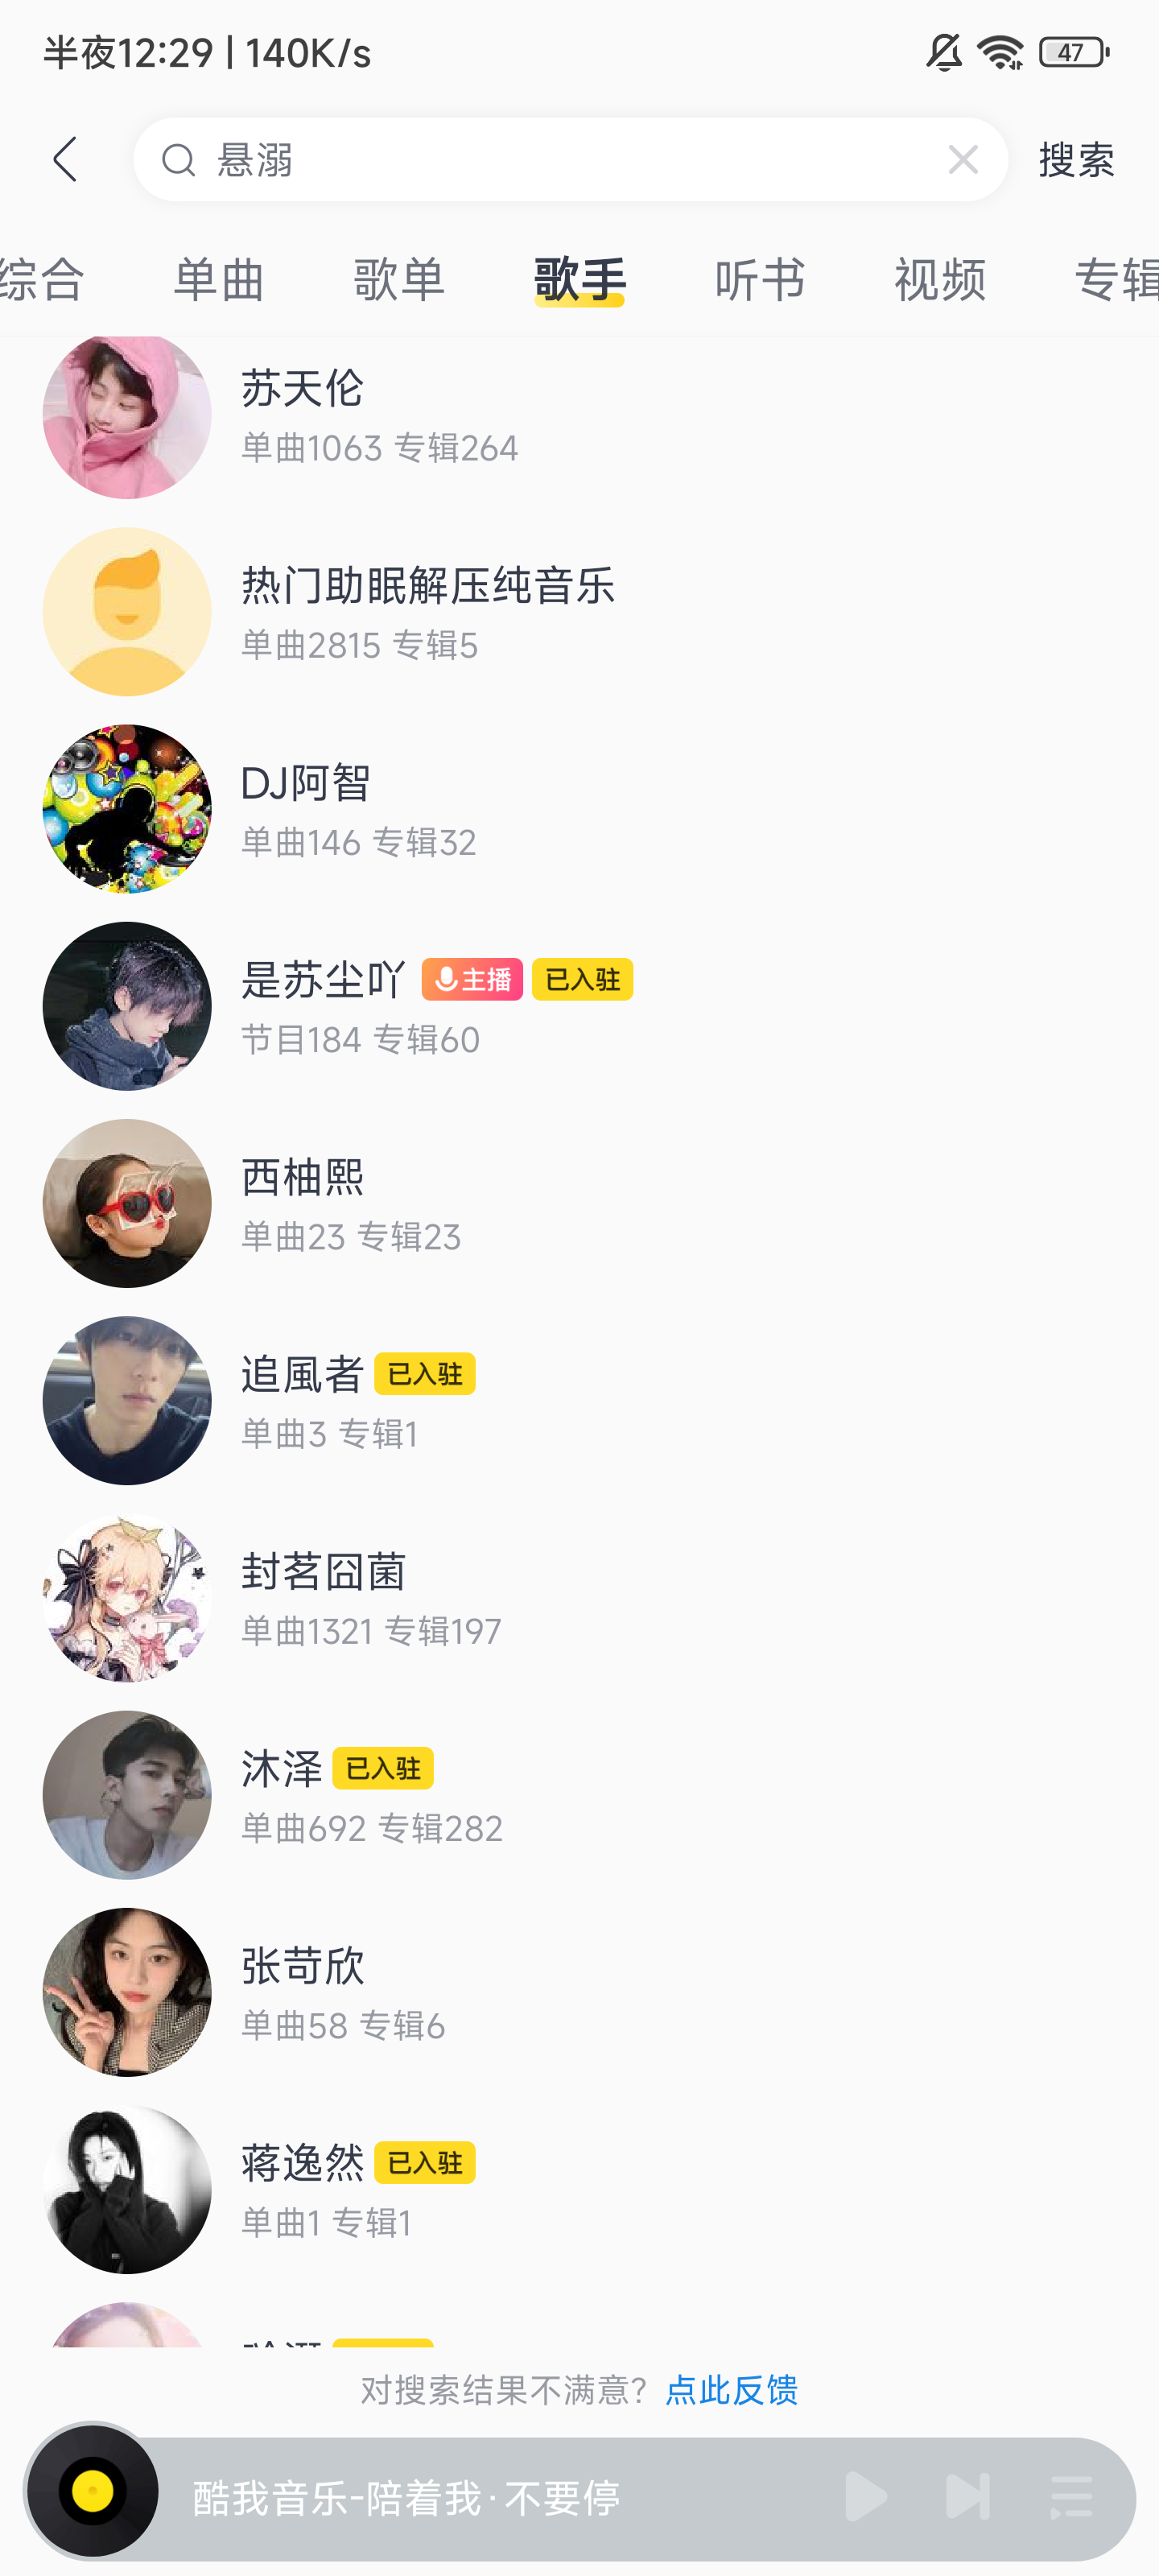 半夜12:29 | 140K/s
47
悬溺
搜索
综合 单曲 歌单 歌手 听书 视频 专辑
苏天伦
单曲1063 专辑264
热门助眠解压纯音乐
单曲2815 专辑5
DJ阿智
单曲146 专辑32
是苏尘吖 主播 已入驻
节目184 专辑60
西柚熙
单曲23 专辑23
追風者 已入驻
单曲3 专辑1
封茗囧菌
单曲1321 专辑197
沐泽 已入驻
单曲692 专辑282
张苛欣
单曲58 专辑6
蒋逸然 已入驻
单曲1 专辑1
对搜索结果不满意？点此反馈
酷我音乐-陪着我·不要停